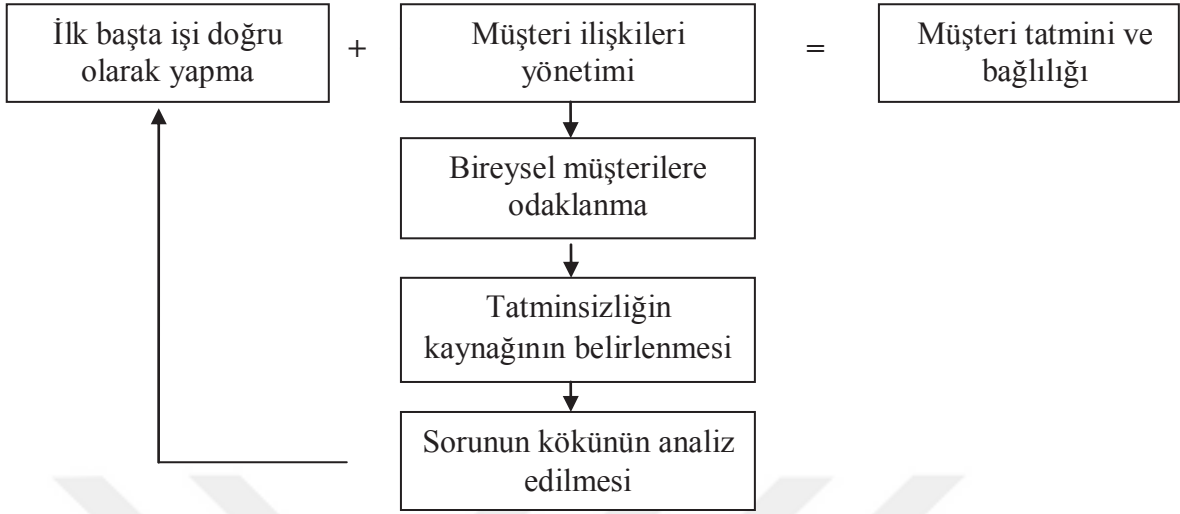 İlk başta işi doğru
olarak yapma
+
Müşteri ilişkileri
yönetimi
=
Müşteri tatmini ve
bağlılığı
Bireysel müşterilere
odaklanma
Tatminsizliğin
kaynağının belirlenmesi
Sorunun kökünün analiz
edilmesi